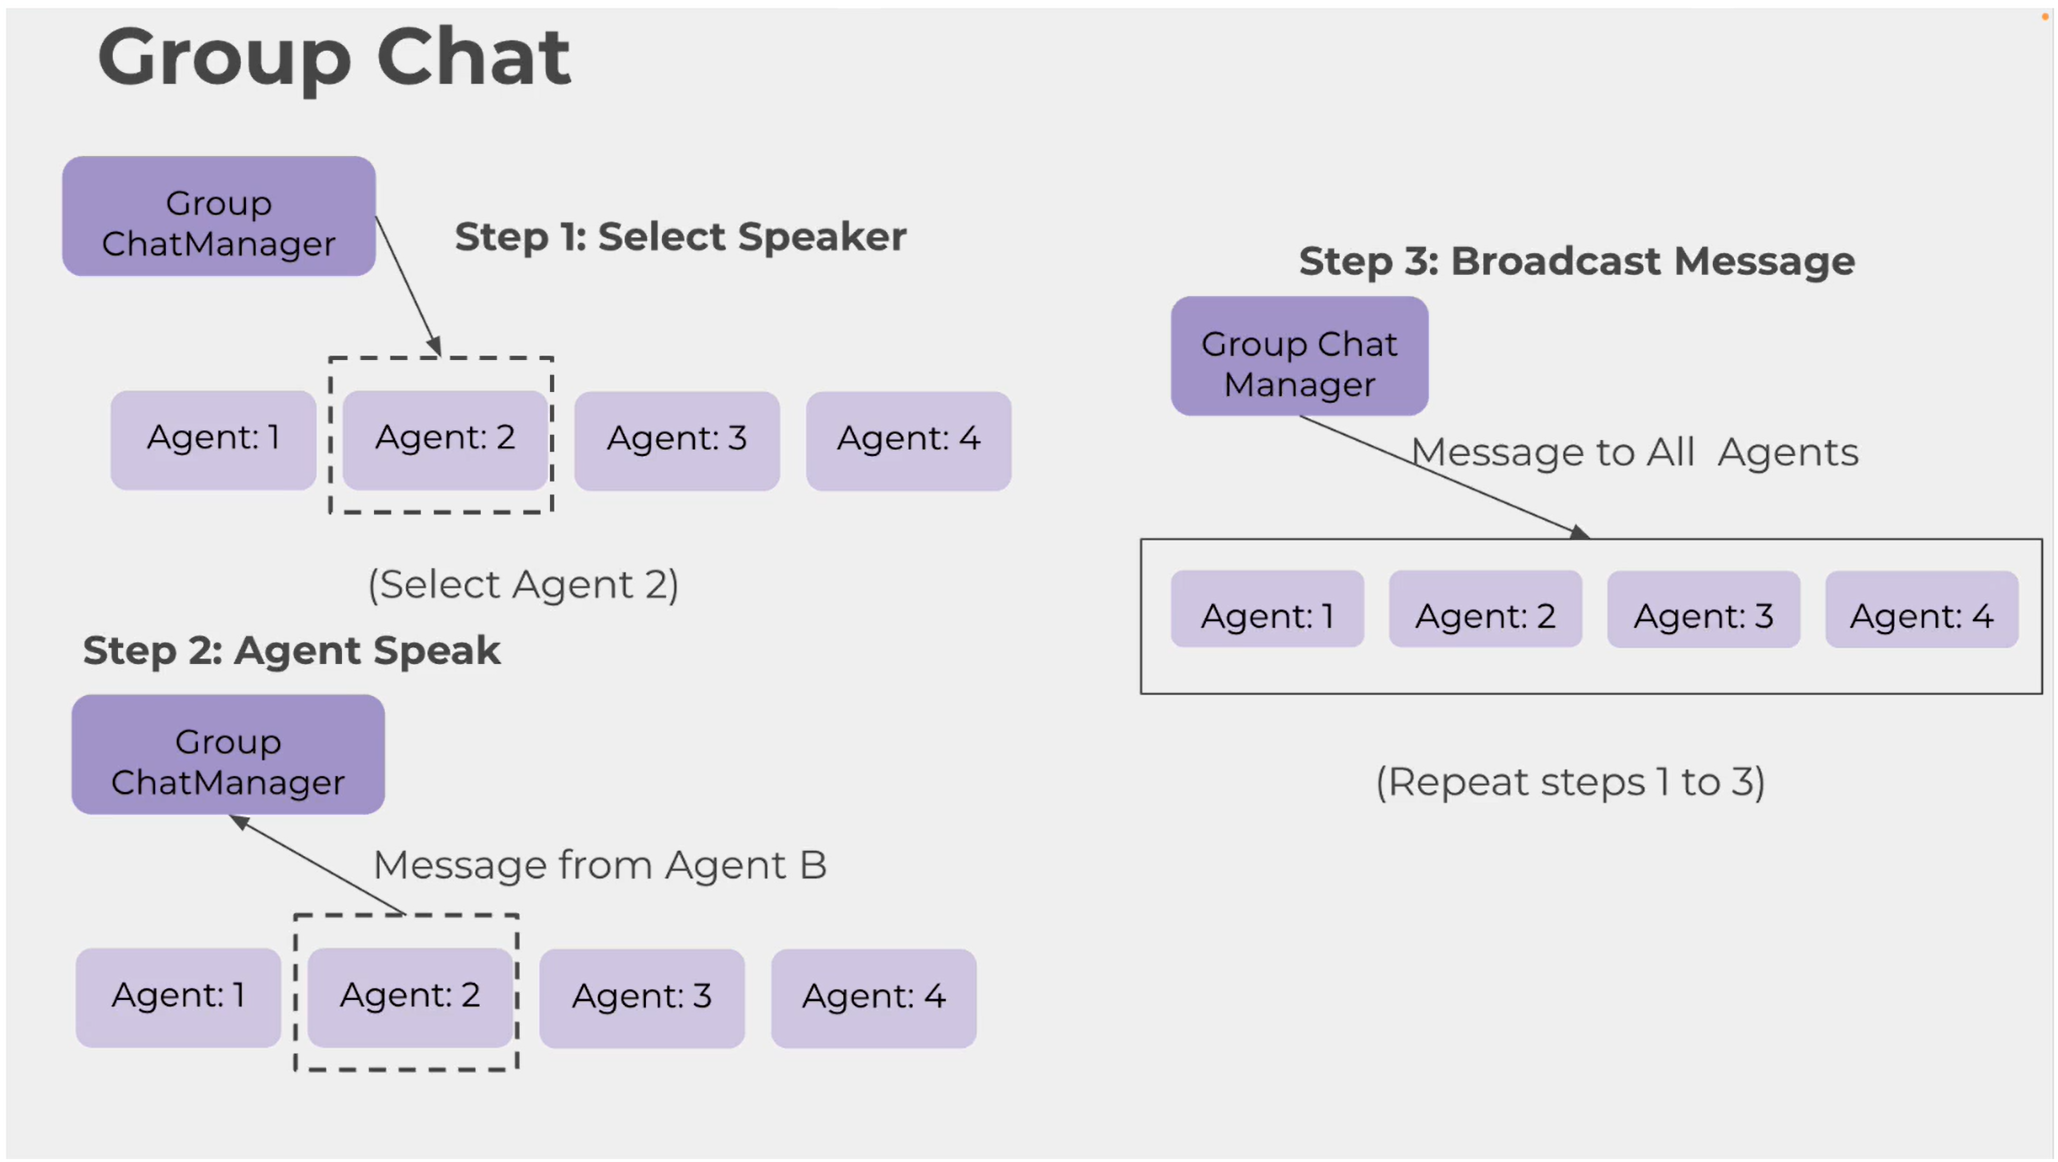 Group Chat
Group
ChatManager
Step 1: Select Speaker
Agent: 1
Agent: 2
Agent: 3
Agent: 4
(Select Agent 2)
Step 2: Agent Speak
Group
ChatManager
Message from Agent B
Agent: 1
Agent: 2
Agent: 3
Agent: 4
Step 3: Broadcast Message
Group Chat
Manager
Message to All Agents
Agent: 1
Agent: 2
Agent: 3
Agent: 4
(Repeat steps 1 to 3)